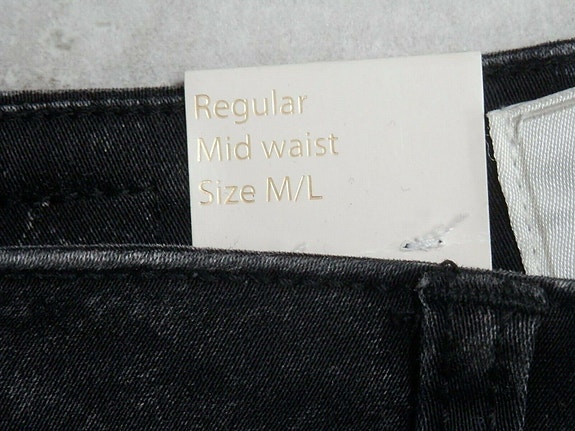 Regular
Mid waist
Size M/L